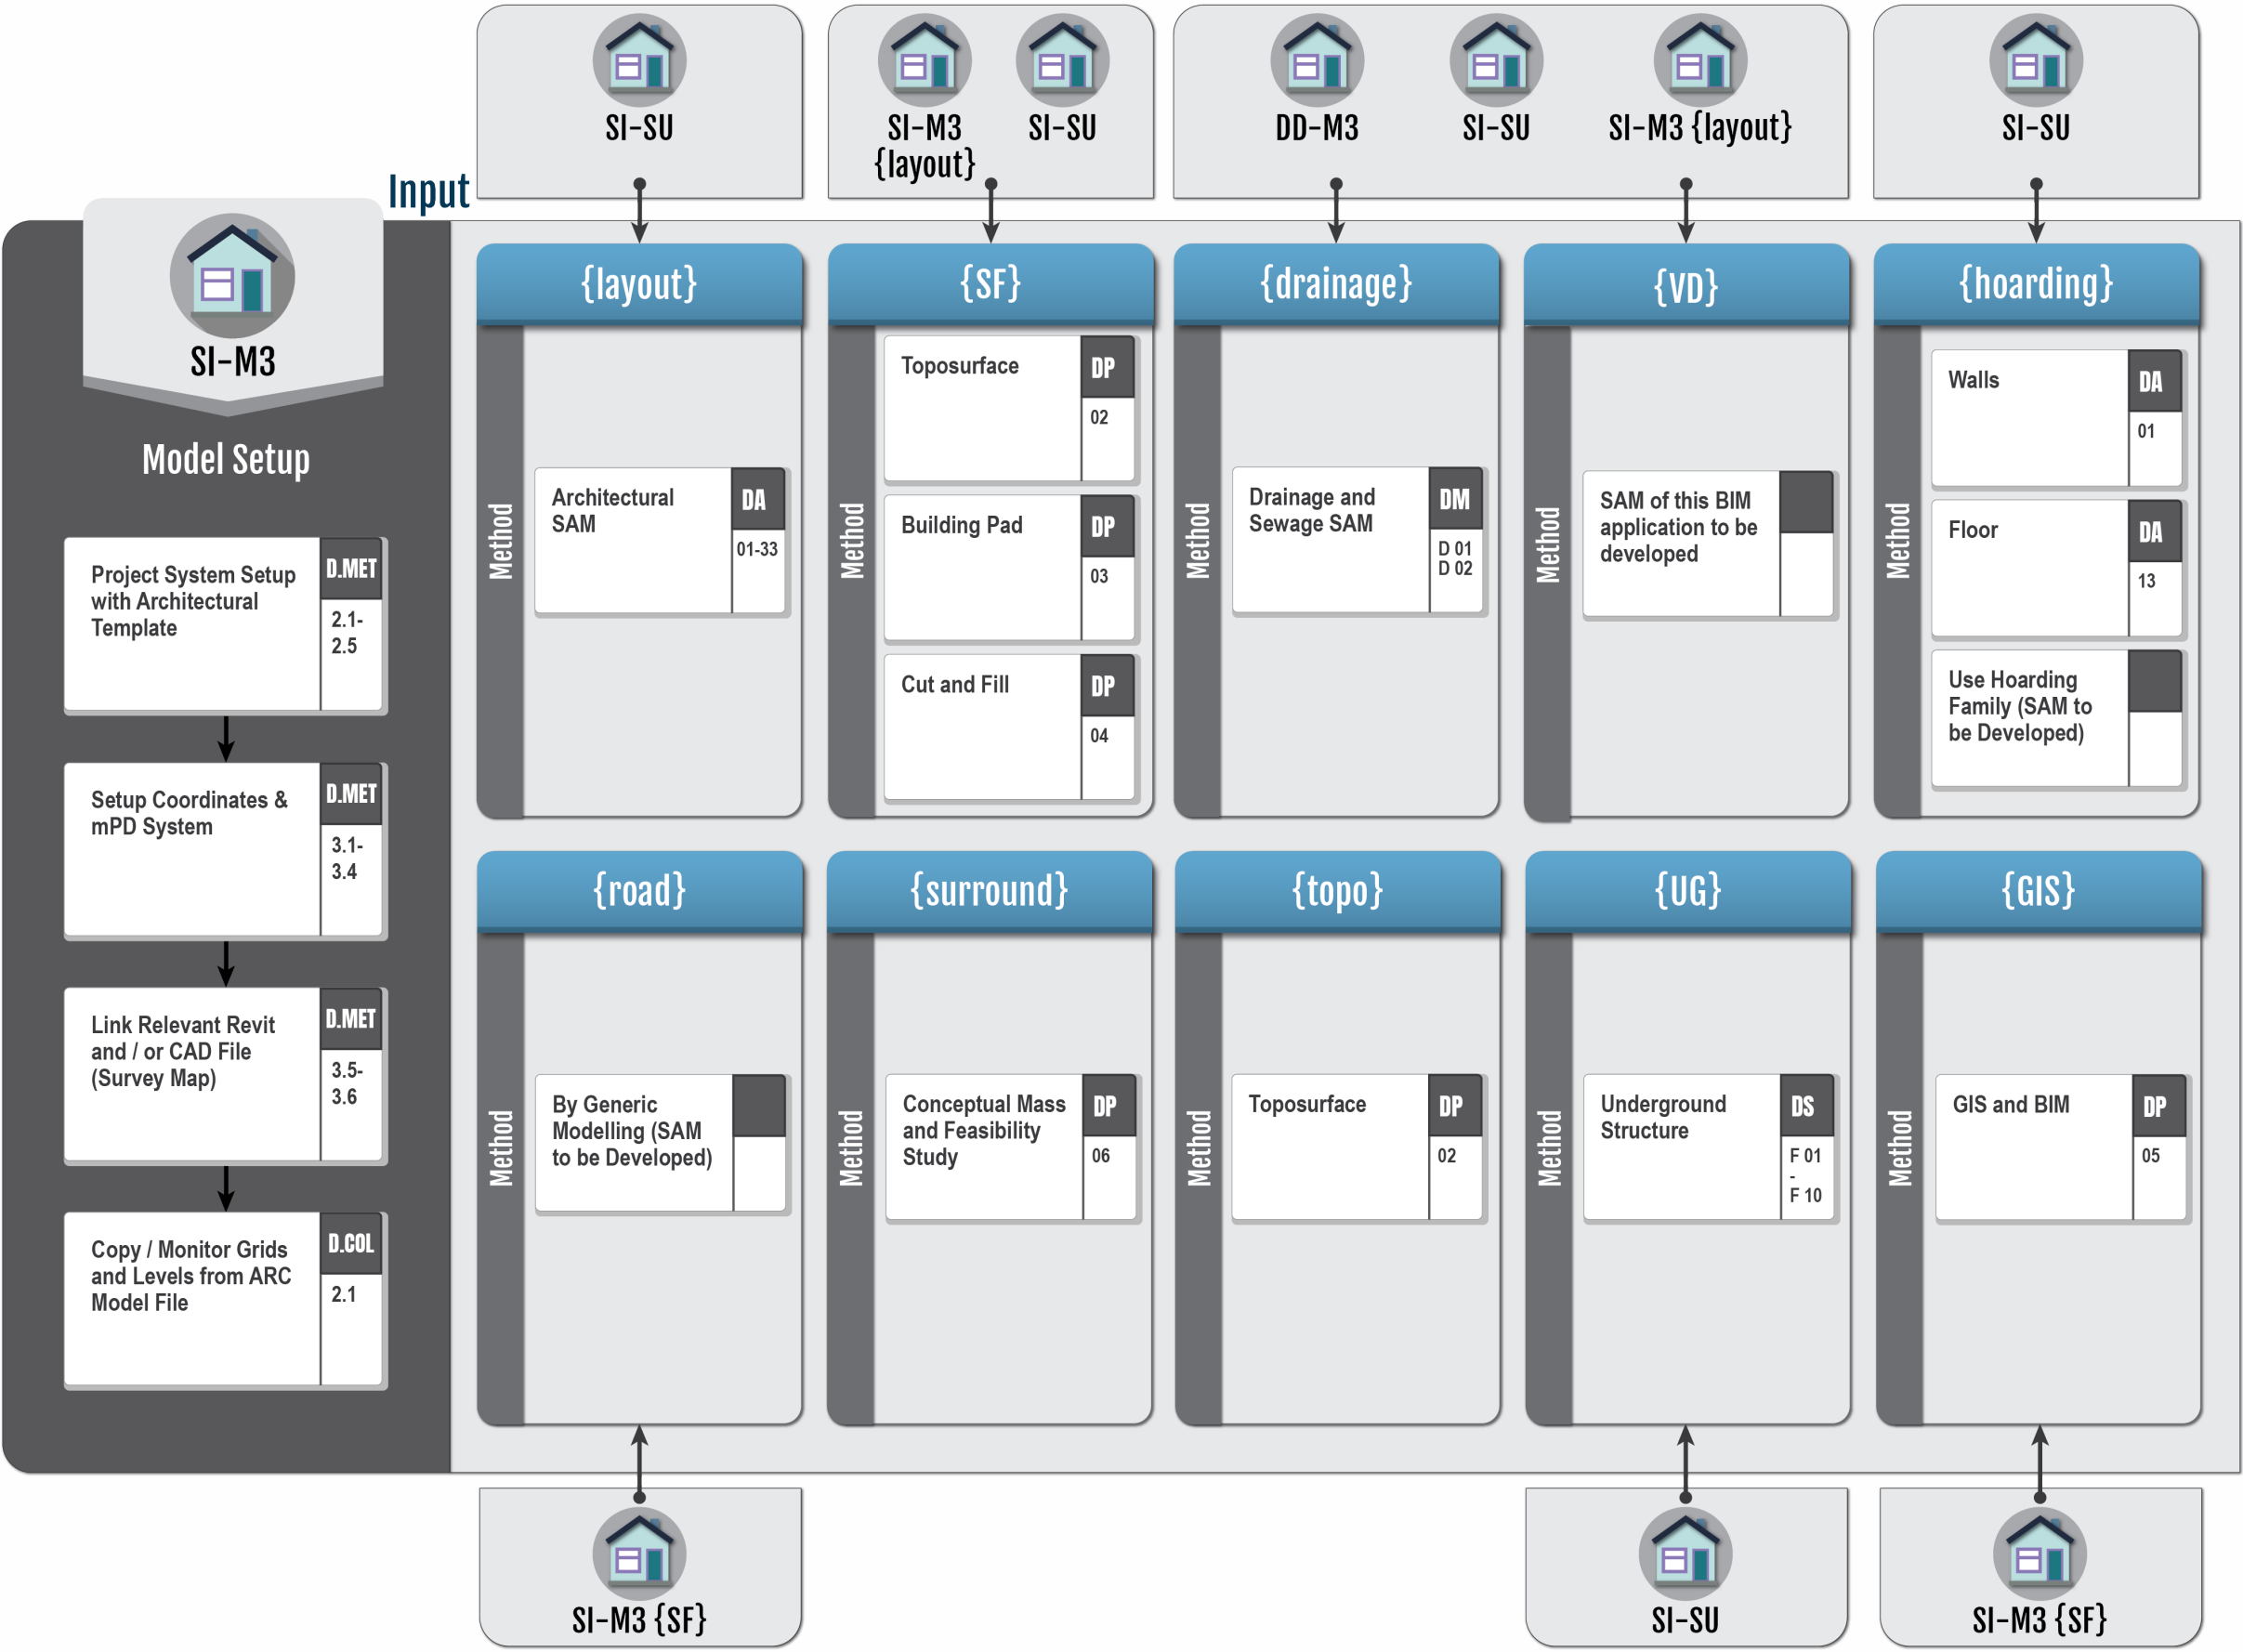 SI-SU
SI-M3
{layout}
SI-SU
DD-M3
SI-SU
SI-M3 {layout}
SI-SU
Input
SI-M3
Model Setup
Project System Setup
with Architectural
Template
D.MET
2.1-
2.5
Setup Coordinates &
mPD System
D.MET
3.1-
3.4
Link Relevant Revit
and / or CAD File
(Survey Map)
D.MET
3.5-
3.6
Copy / Monitor Grids
and Levels from ARC
Model File
D.COL
2.1
{layout}
Method
Architectural
SAM
DA
01-33
{SF}
Method
Toposurface
DP
02
Building Pad
DP
03
Cut and Fill
DP
04
{drainage}
Method
Drainage and
Sewage SAM
DM
D 01
D 02
{VD}
Method
SAM of this BIM
application to be
developed
{hoarding}
Method
Walls
DA
01
Floor
DA
13
Use Hoarding
Family (SAM to
be Developed)
{road}
Method
By Generic
Modelling (SAM
to be Developed)
{surround}
Method
Conceptual Mass
and Feasibility
Study
DP
06
{topo}
Method
Toposurface
DP
02
{UG}
Method
Underground
Structure
DS
F 01
-
F 10
{GIS}
Method
GIS and BIM
DP
05
SI-M3 {SF}
SI-SU
SI-M3 {SF}